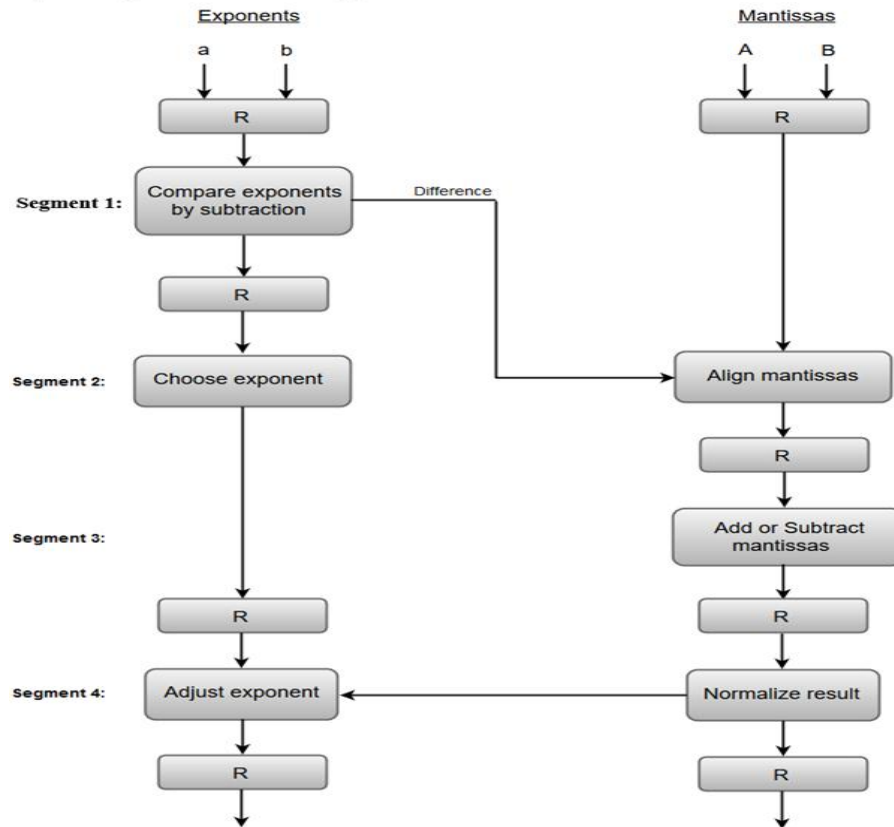 Exponents Mantissas
a b A B
R R
Segment 1: Compare exponents by subtraction Difference
R
Segment 2: Choose exponent Align mantissas
R
Segment 3: Add or Subtract mantissas
R R
Segment 4: Adjust exponent Normalize result
R R